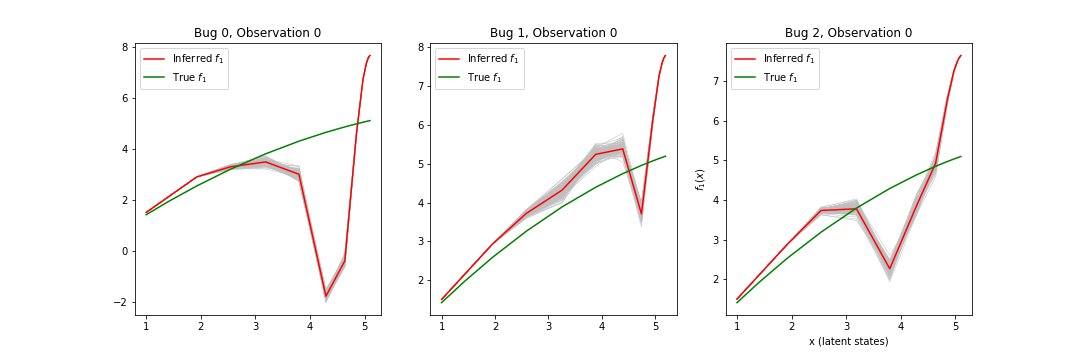 Bug 0, Observation 0
Inferred f₁
True f₁
8
6
4
2
0
−2
1 2 3 4 5
Bug 1, Observation 0
Inferred f₁
True f₁
8
7
6
5
4
3
2
1 2 3 4 5
Bug 2, Observation 0
Inferred f₁
True f₁
f₁(x)
7
6
5
4
3
2
1 2 3 4 5
x (latent states)